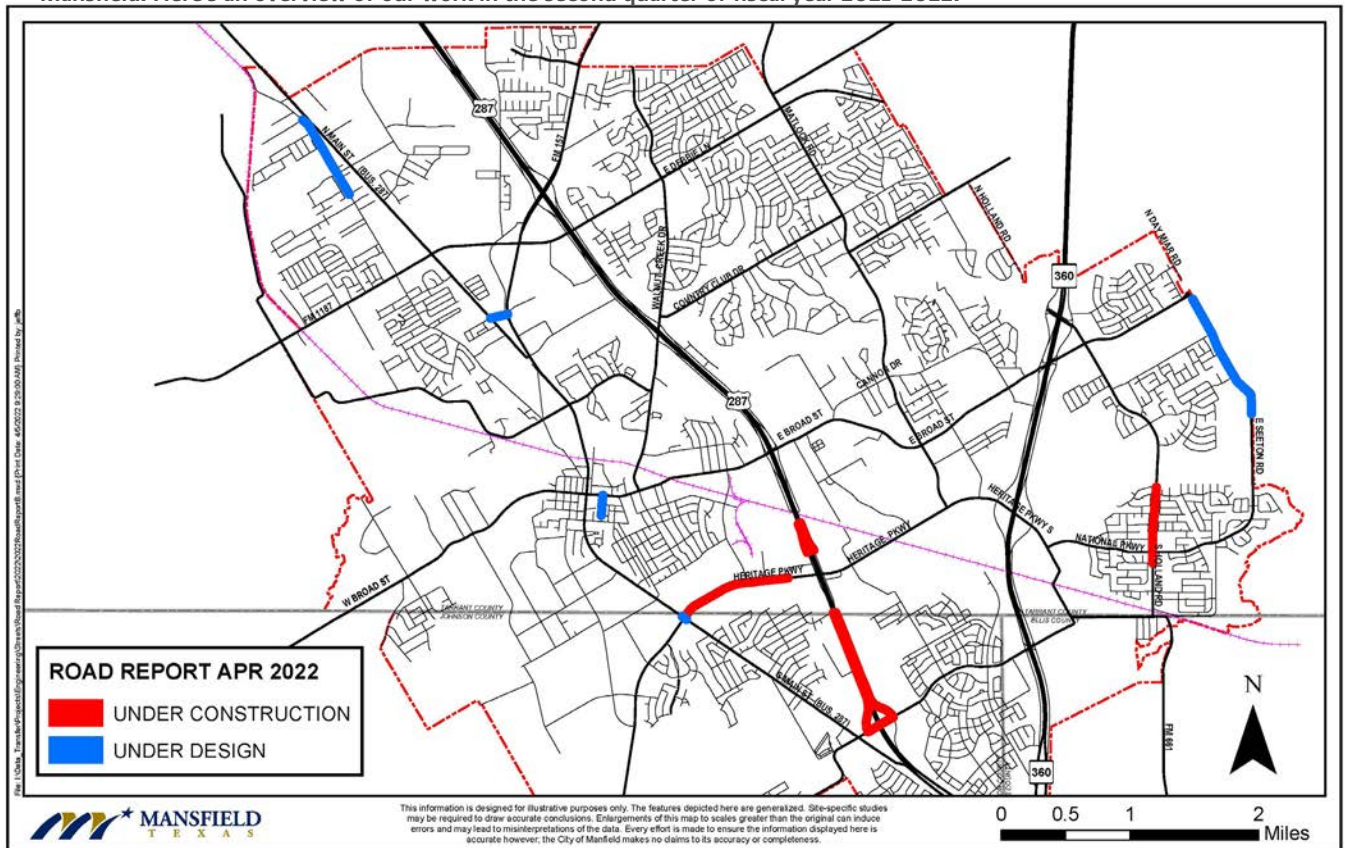 Mansfield. Here's an overview of our work in the second quarter of fiscal year 2021-2022.
287
N MAIN ST
(BUS. 287)
FM 157
E DEBBIE LN
MATLOCK RD
N HOLLAND RD
N DAY MIAR RD
360
WALNUT CREEK DR
COUNTRY CLUB DR
FM 1187
CANNON DR
287
E BROAD ST
E BROAD ST
E SEETON RD
HERITAGE PKWY S
HERITAGE PKWY
NATIONAL PKWY
HERITAGE PKWY
S HOLLAND RD
W BROAD ST
TARRANT COUNTY
JOHNSON COUNTY
TARRANT COUNTY
ELLIS COUNTY
S MAIN ST. (BUS. 287)
FM 661
360
ROAD REPORT APR 2022
UNDER CONSTRUCTION
UNDER DESIGN
N
MANSFIELD
TEXAS
This information is designed for illustrative purposes only. The features depicted here are generalized. Site-specific studies
may be required to draw accurate conclusions. Enlargements of this map to scales greater than the original can induce
errors and may lead to misinterpretations of the data. Every effort is made to ensure the information displayed here is
accurate however, the City of Manfield makes no claims to its accuracy or completeness.
0 0.5 1 2
Miles